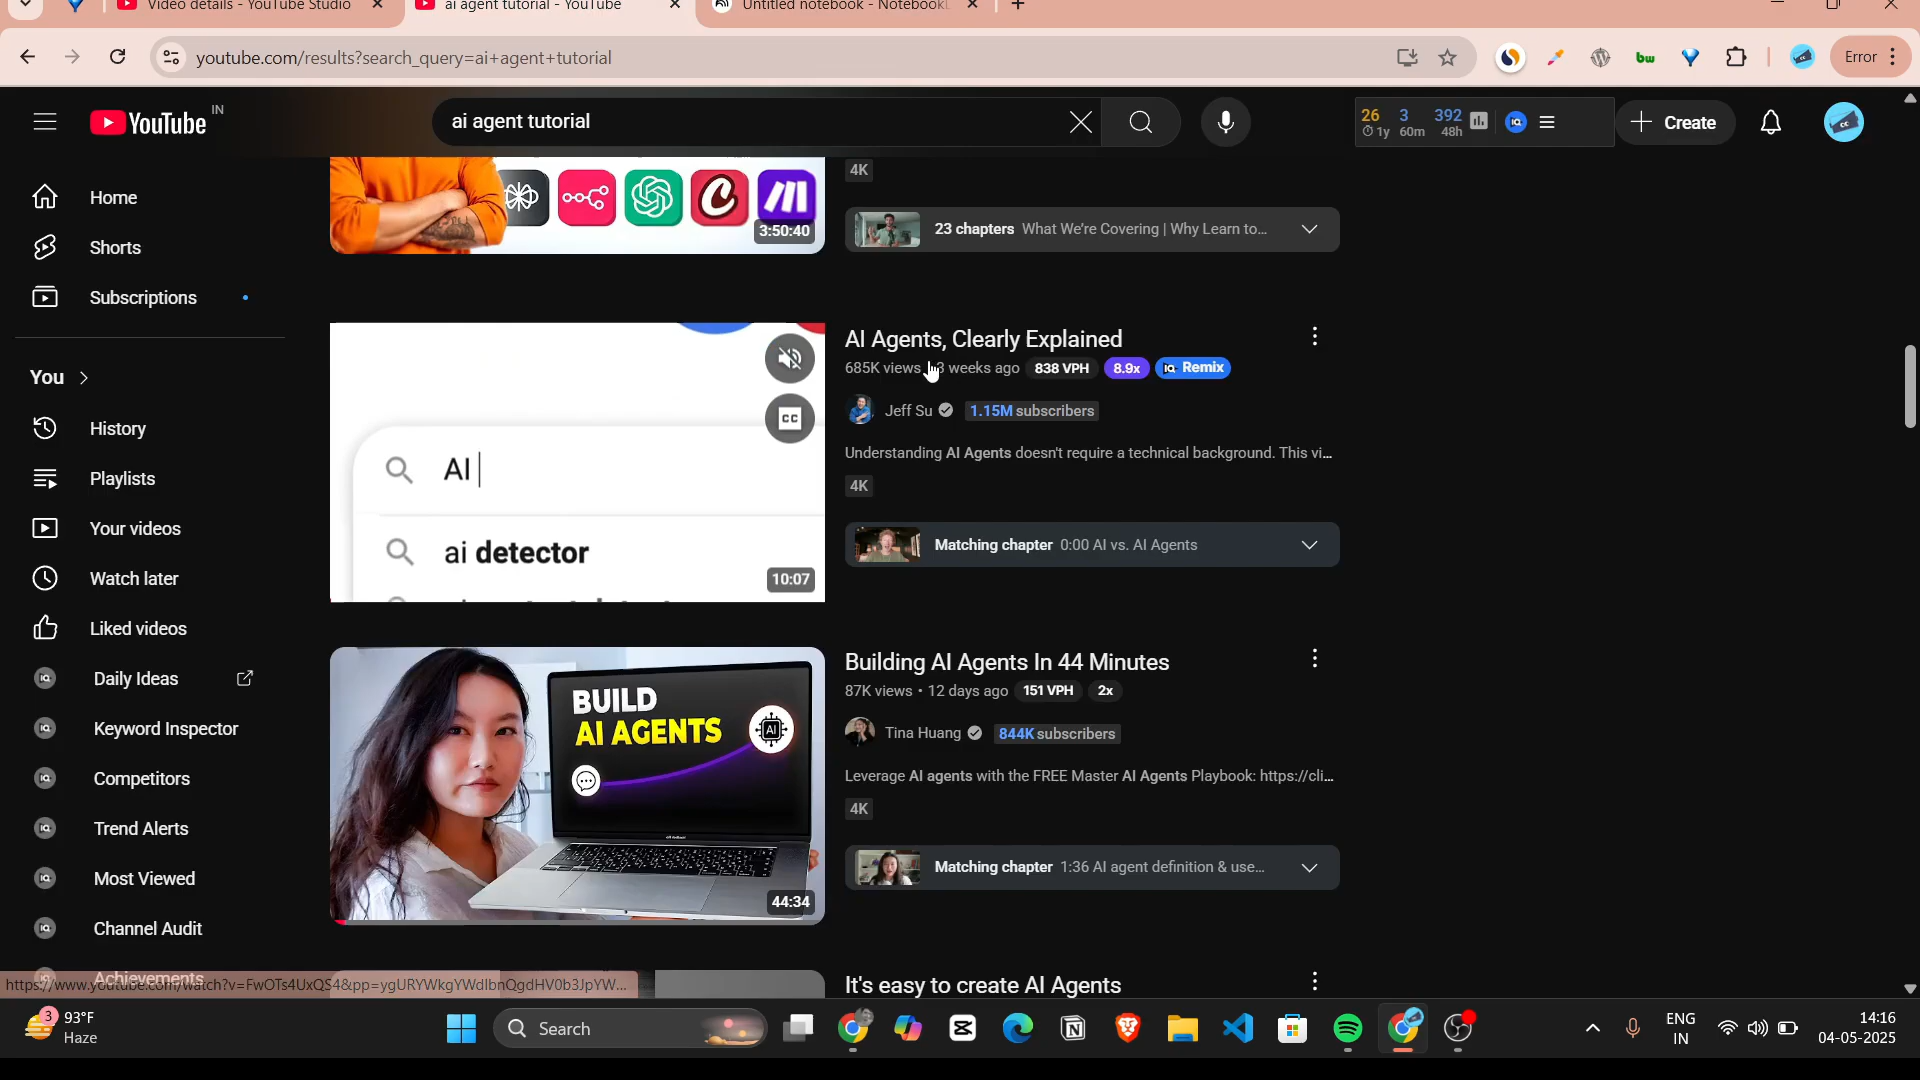 Video details - YouTube Studio
ai agent tutorial - YouTube
Untitled notebook - Notebook
youtube.com/results?search_query=ai+agent+tutorial
bw
Error
YouTube IN
ai agent tutorial
26 3 392
1y 60m 48h
IQ
Create
Home
Shorts
Subscriptions
You
History
Playlists
Your videos
Watch later
Liked videos
Daily Ideas
Keyword Inspector
Competitors
Trend Alerts
Most Viewed
Channel Audit
Achievements
3:50:40
4K
23 chapters What We're Covering | Why Learn to...
CC
AI
ai detector
10:07
AI Agents, Clearly Explained
685K views 3 weeks ago 838 VPH 8.9x IQ Remix
Jeff Su 1.15M subscribers
Understanding AI Agents doesn't require a technical background. This vi...
4K
Matching chapter 0:00 AI vs. AI Agents
BUILD
AI AGENTS
AI
44:34
Building AI Agents In 44 Minutes
87K views • 12 days ago 151 VPH 2x
Tina Huang 844K subscribers
Leverage AI agents with the FREE Master AI Agents Playbook: https://cli...
4K
Matching chapter 1:36 AI agent definition & use...
It's easy to create AI Agents
https://www.youtube.com/watch?v=FwOTs4UxQS4&pp=ygURYWkgYWdlbnQgdHV0b3JpYW...
3
93°F
Haze
Search
ENG
IN
14:16
04-05-2025